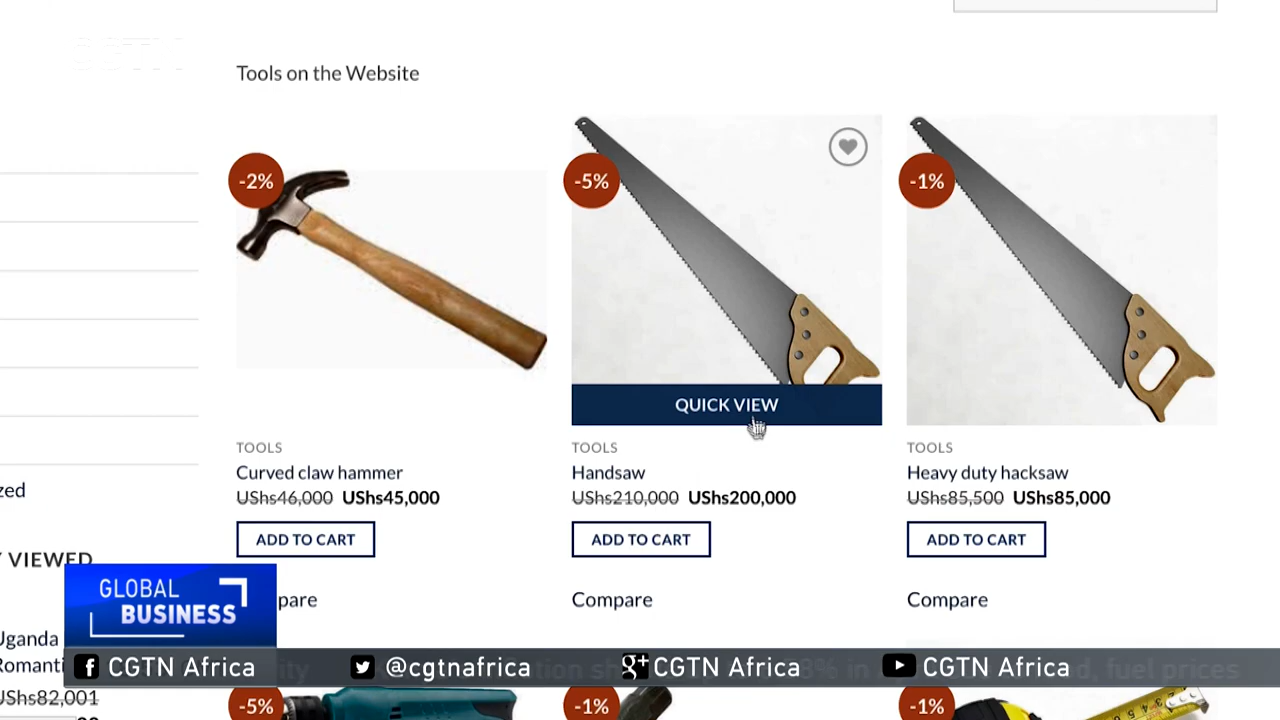 Tools on the Website
-2%
-5%
-1%
QUICK VIEW
TOOLS
TOOLS
TOOLS
Curved claw hammer
Handsaw
Heavy duty hacksaw
UShs46,000 UShs45,000
UShs210,000 UShs200,000
UShs85,500 UShs85,000
zed
ADD TO CART
ADD TO CART
ADD TO CART
Y VIEWED
GLOBAL
BUSINESS
pare
Compare
Compare
Uganda
Romanti
CGTN Africa
@cgtnafrica
g+ CGTN Africa
CGTN Africa
fuel prices
UShs82,001
-5%
-1%
-1%